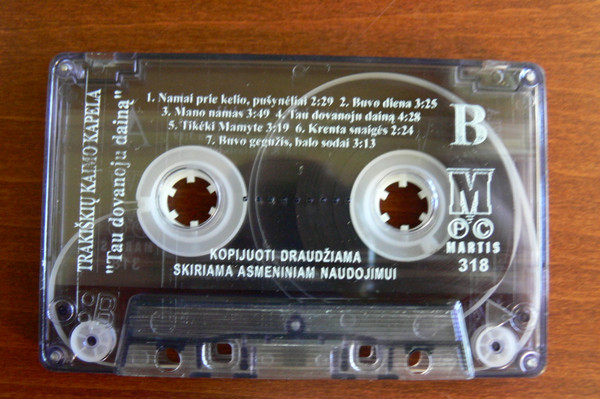 1. Namai prie kelio, pušynėliai 2:29 2. Buvo diena 3:25
3. Mano namas 3:49 4. Tau dovanoju dainą 4:28
5. Tikėki Mamyte 3:19 6. Krenta snaigės 2:24
7. Buvo gegužis, balo sodai 3:13
B
TRAKIŠKIŲ KAIMO KAPELA
"Tau dovanoju dainą"
M
P C
MARTIS
318
KOPIJUOTI DRAUDŽIAMA
SKIRIAMA ASMENINIAM NAUDOJIMUI